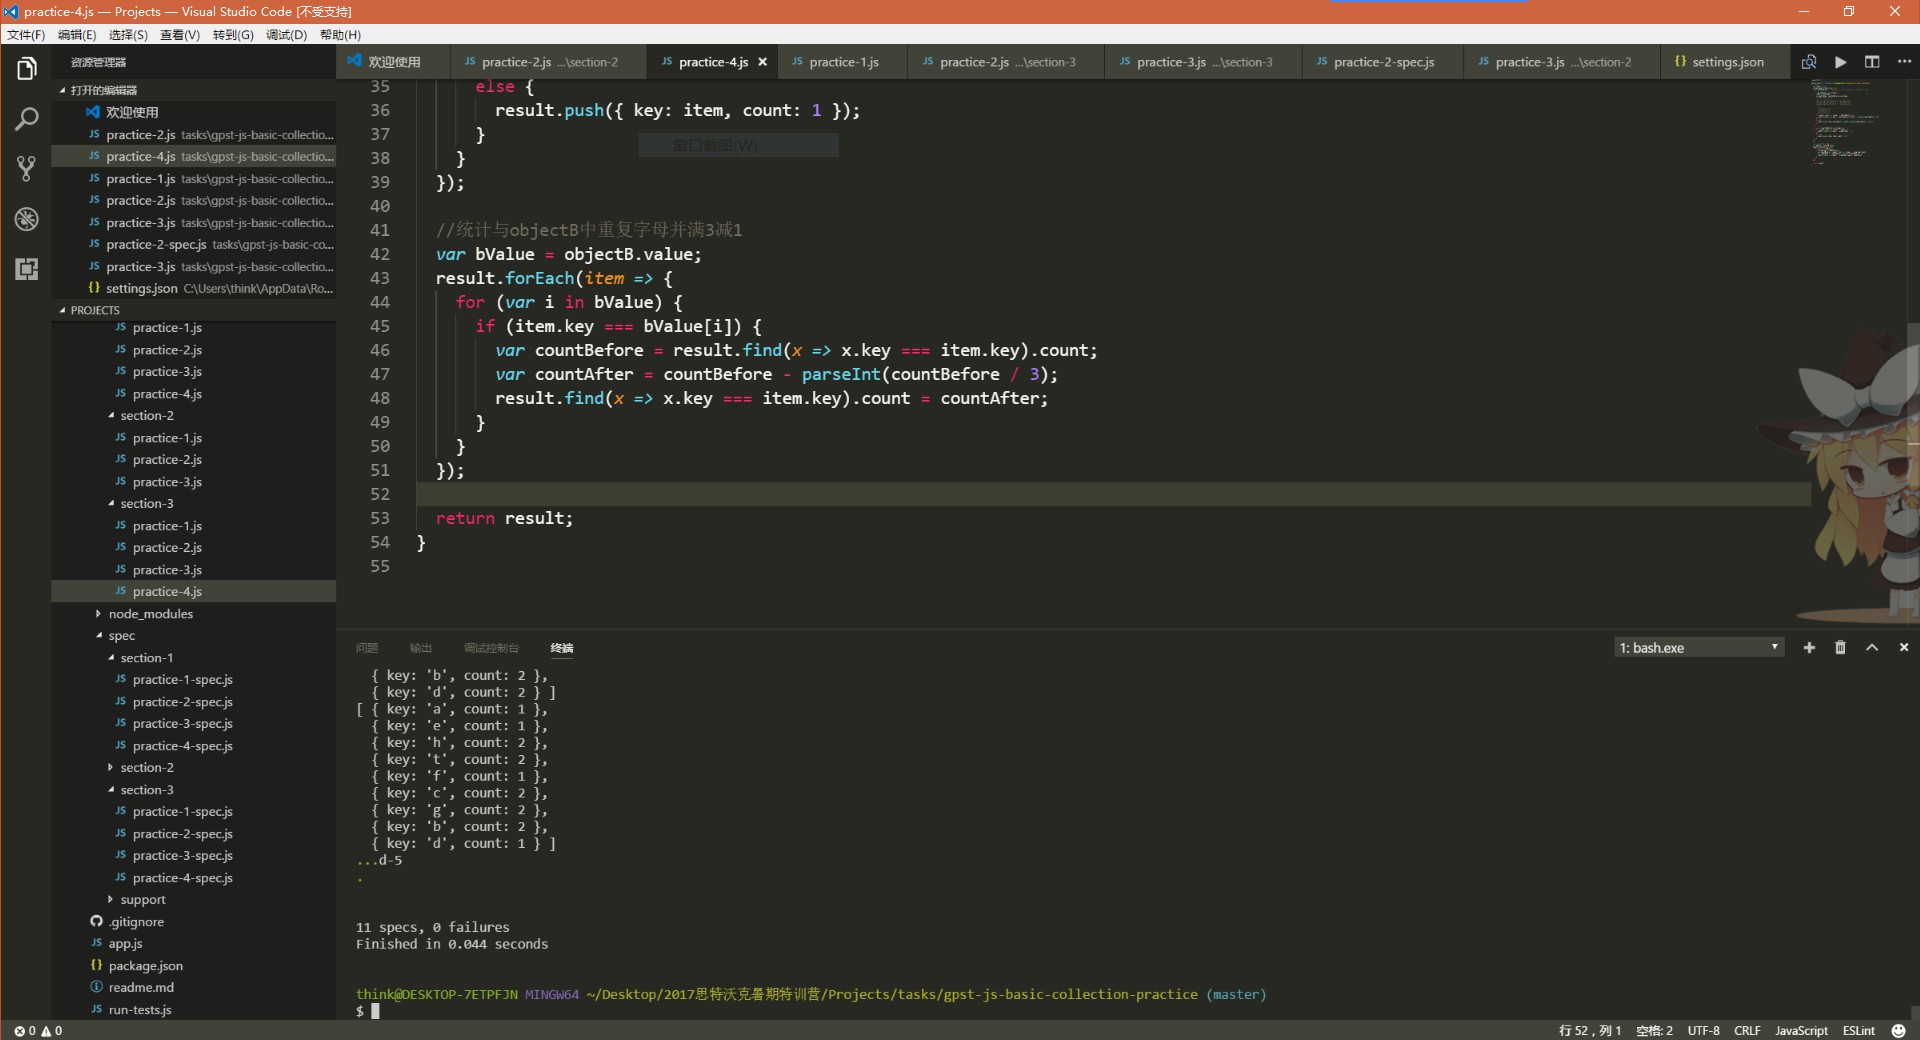 practice-4.js — Projects — Visual Studio Code [不受支持]
文件(F) 编辑(E) 选择(S) 查看(V) 转到(G) 调试(D) 帮助(H)
资源管理器
打开的编辑器
欢迎使用
JS practice-2.js tasks\gpst-js-basic-collectio...
JS practice-4.js tasks\gpst-js-basic-collectio...
JS practice-1.js tasks\gpst-js-basic-collectio...
JS practice-2.js tasks\gpst-js-basic-collectio...
JS practice-3.js tasks\gpst-js-basic-collectio...
JS practice-2-spec.js tasks\gpst-js-basic-co...
JS practice-3.js tasks\gpst-js-basic-collectio...
{} settings.json C:\Users\think\AppData\Ro...
PROJECTS
JS practice-1.js
JS practice-2.js
JS practice-3.js
JS practice-4.js
section-2
JS practice-1.js
JS practice-2.js
JS practice-3.js
section-3
JS practice-1.js
JS practice-2.js
JS practice-3.js
JS practice-4.js
node_modules
spec
section-1
JS practice-1-spec.js
JS practice-2-spec.js
JS practice-3-spec.js
JS practice-4-spec.js
section-2
section-3
JS practice-1-spec.js
JS practice-2-spec.js
JS practice-3-spec.js
JS practice-4-spec.js
support
.gitignore
JS app.js
{} package.json
readme.md
JS run-tests.js
欢迎使用 JS practice-2.js ...\section-2 JS practice-4.js × JS practice-1.js JS practice-2.js ...\section-3 JS practice-3.js ...\section-3 JS practice-2-spec.js JS practice-3.js ...\section-2 {} settings.json
35 else {
36 result.push({ key: item, count: 1 });
37 }
窗口截图(W)
38 }
39 });
40
41 //统计与objectB中重复字母并满3减1
42 var bValue = objectB.value;
43 result.forEach(item => {
44 for (var i in bValue) {
45 if (item.key === bValue[i]) {
46 var countBefore = result.find(x => x.key === item.key).count;
47 var countAfter = countBefore - parseInt(countBefore / 3);
48 result.find(x => x.key === item.key).count = countAfter;
49 }
50 }
51 });
52
53 return result;
54 }
55
问题 输出 调试控制台 终端 1: bash.exe
{ key: 'b', count: 2 },
{ key: 'd', count: 2 } ]
[ { key: 'a', count: 1 },
{ key: 'e', count: 1 },
{ key: 'h', count: 2 },
{ key: 't', count: 2 },
{ key: 'f', count: 1 },
{ key: 'c', count: 2 },
{ key: 'g', count: 2 },
{ key: 'b', count: 2 },
{ key: 'd', count: 1 } ]
...d-5
.
11 specs, 0 failures
Finished in 0.044 seconds
think@DESKTOP-7ETPFJN MINGW64 ~/Desktop/2017思特沃克暑期特训营/Projects/tasks/gpst-js-basic-collection-practice (master)
$
0 0 行 52，列 1 空格: 2 UTF-8 CRLF JavaScript ESLint